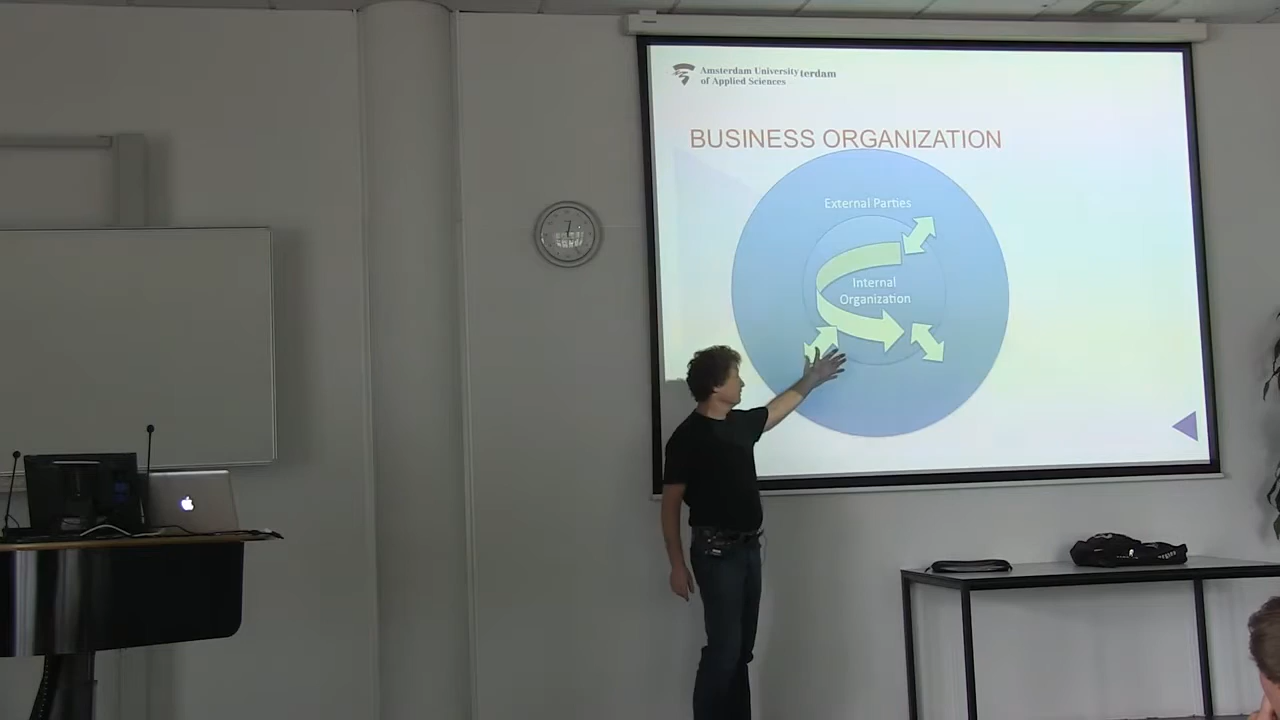 Amsterdam University terdam
of Applied Sciences
BUSINESS ORGANIZATION
External Parties
Internal
Organization